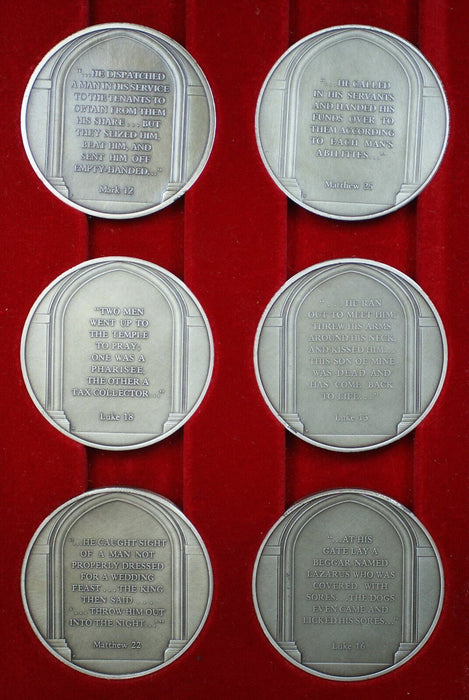 "...HE DISPATCHED
A MAN IN HIS SERVICE
TO THE TENANTS TO
OBTAIN FROM THEM
HIS SHARE...BUT
THEY SEIZED HIM,
BEAT HIM, AND
SENT HIM OFF
EMPTY-HANDED..."
Mark 12
"...HE CALLED
IN HIS SERVANTS
AND HANDED HIS
FUNDS OVER TO
THEM ACCORDING
TO EACH MAN'S
ABILITIES..."
Matthew 25
"TWO MEN
WENT UP TO
THE TEMPLE
TO PRAY;
ONE WAS A
PHARISEE,
THE OTHER A
TAX COLLECTOR..."
Luke 18
"...HE RAN
OUT TO MEET HIM,
THREW HIS ARMS
AROUND HIS NECK,
AND KISSED HIM...
THIS SON OF MINE
WAS DEAD, AND
HAS COME BACK
TO LIFE..."
Luke 15
"...HE CAUGHT SIGHT
OF A MAN NOT
PROPERLY DRESSED
FOR A WEDDING
FEAST...THE KING
THEN SAID....
'...THROW HIM OUT
INTO THE NIGHT...'"
Matthew 22
"...AT HIS
GATE LAY A
BEGGAR NAMED
LAZARUS WHO WAS
COVERED WITH
SORES...THE DOGS
EVEN CAME AND
LICKED HIS SORES..."
Luke 16